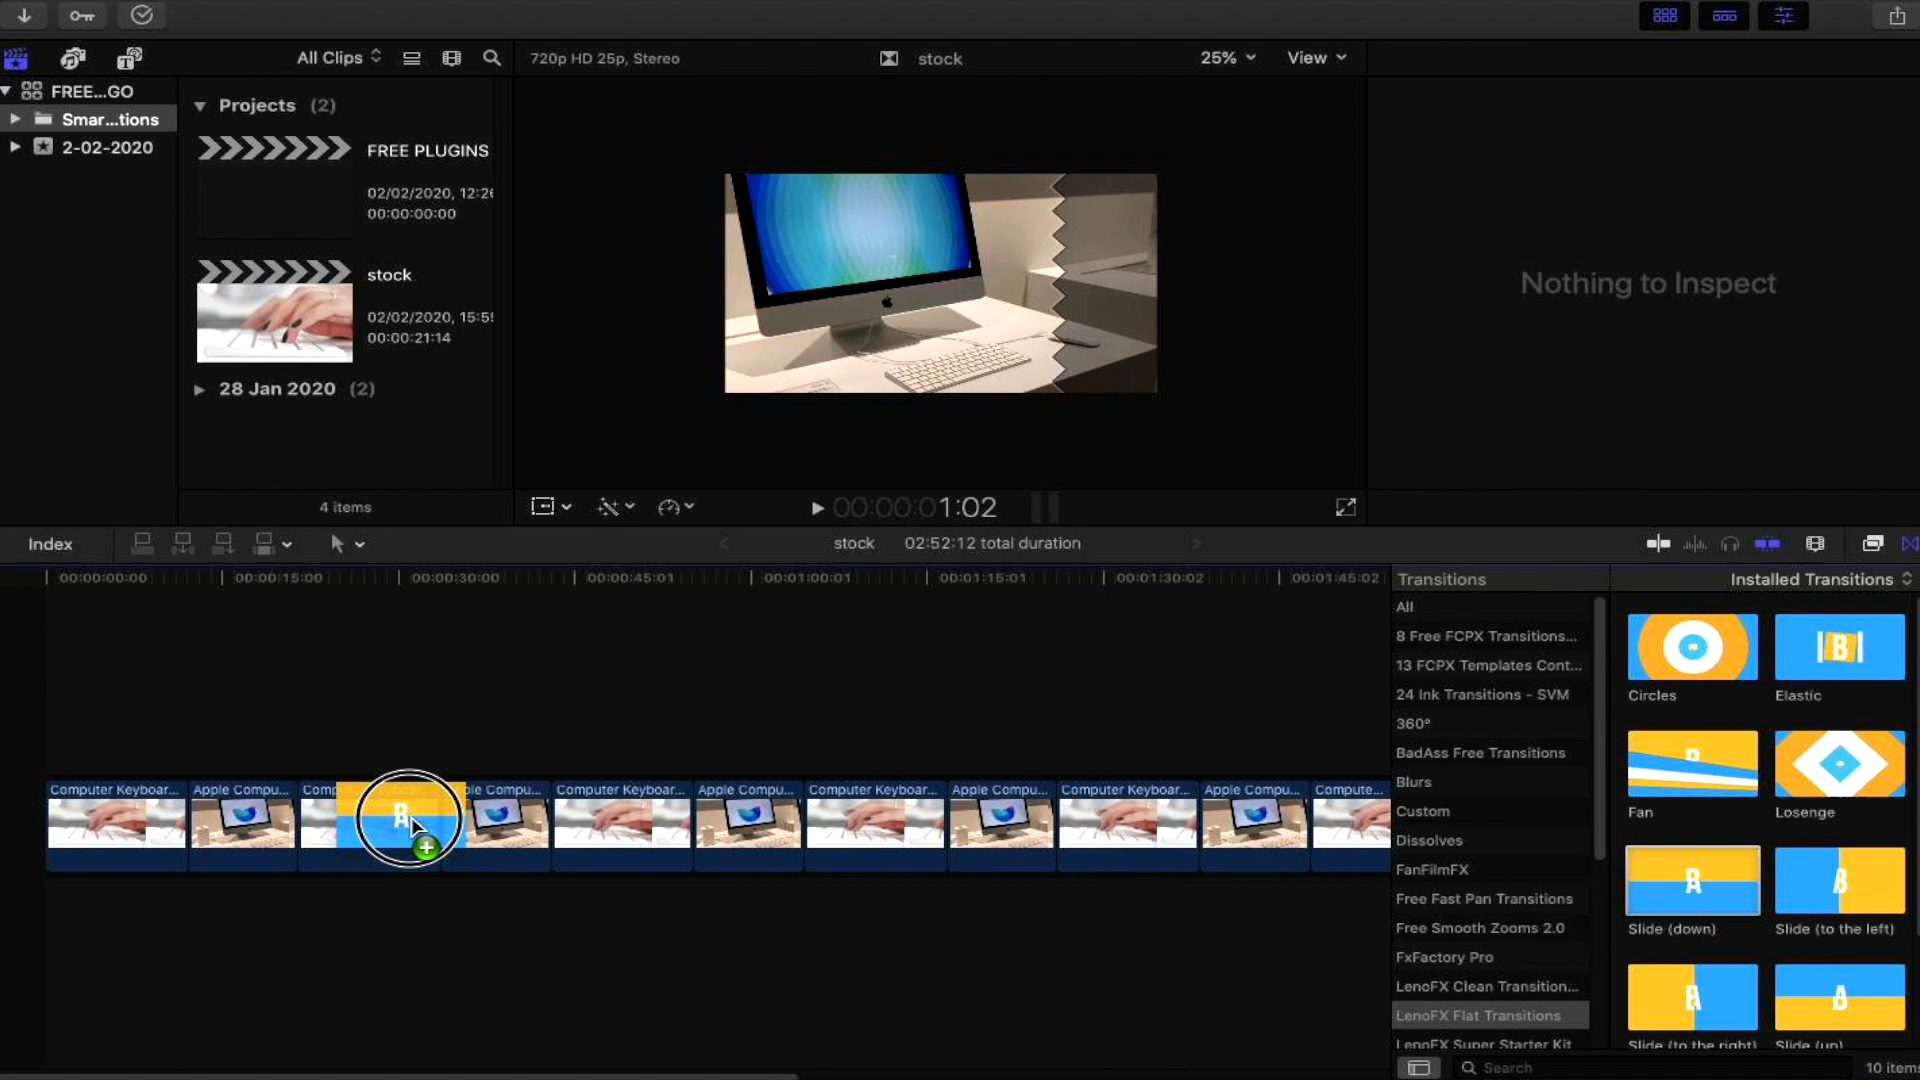 All Clips
720p HD 25p, Stereo
stock
25%
View
FREE...GO
Smar...tions
2-02-2020
Projects (2)
FREE PLUGINS
02/02/2020, 12:26
00:00:00:00
stock
02/02/2020, 15:55
00:00:21:14
28 Jan 2020 (2)
4 items
Nothing to Inspect
00:00:01:02
Index
stock 02:52:12 total duration
00:00:00:00 00:00:15:00 00:00:30:00 00:00:45:01 00:01:00:01 00:01:15:01 00:01:30:02 00:01:45:02
Computer Keyboar... Apple Compu... Computer Keyboar... Apple Compu... Computer Keyboar... Apple Compu... Computer Keyboar... Apple Compu... Compute...
Transitions
All
8 Free FCPX Transitions...
13 FCPX Templates Cont...
24 Ink Transitions - SVM
360°
BadAss Free Transitions
Blurs
Custom
Dissolves
FanFilmFX
Free Fast Pan Transitions
Free Smooth Zooms 2.0
FxFactory Pro
LenoFX Clean Transition...
LenoFX Flat Transitions
LenoFX Super Starter Kit
Installed Transitions
Circles
Elastic
Fan
Losenge
Slide (down)
Slide (to the left)
Slide (to the right)
Slide (up)
Search
10 items